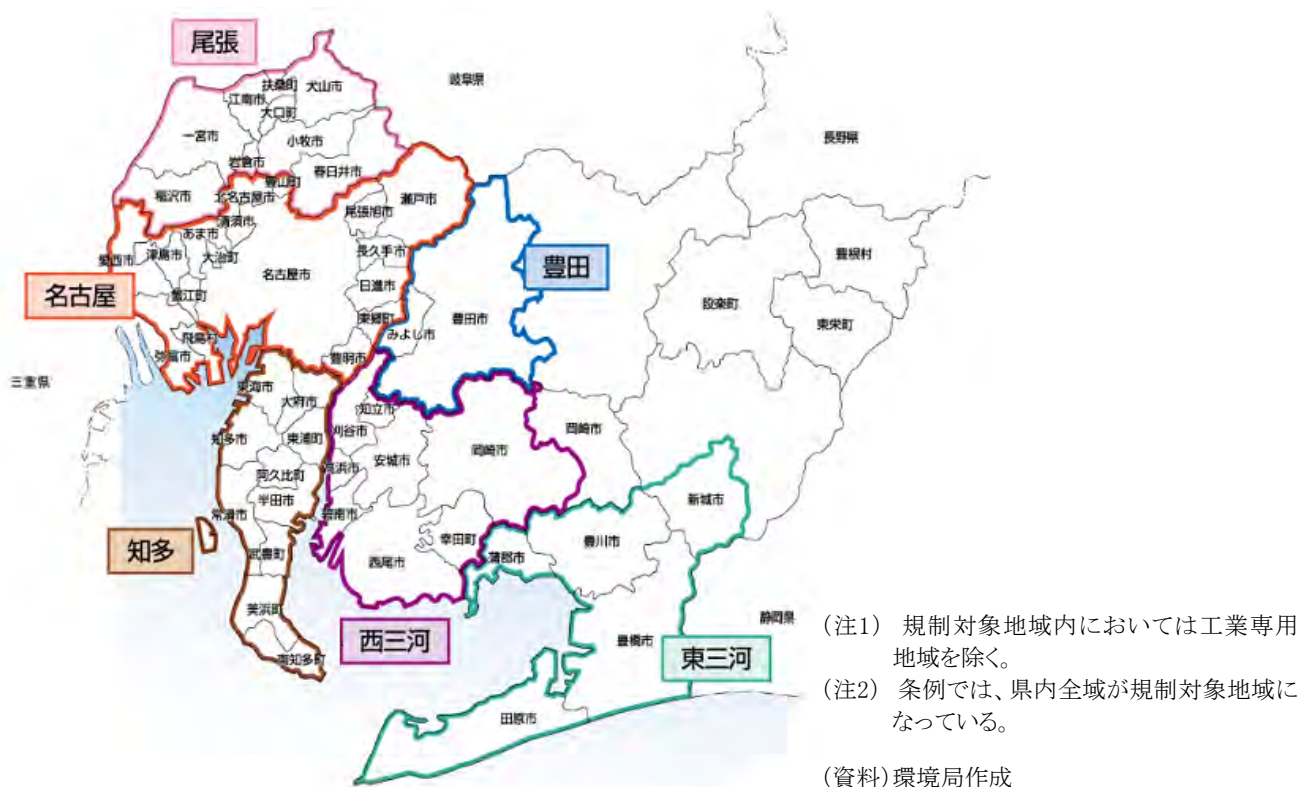 尾張
岐阜県
扶桑町
犬山市
江南市
大口町
長野県
一宮市
小牧市
岩倉市
春日井市
豊山町
稲沢市
北名古屋市
瀬戸市
尾張旭市
清須市
あま市
愛西市
津島市
大治町
長久手市
豊根村
名古屋市
豊田
名古屋
日進市
設楽町
蟹江町
東郷町
東栄町
飛島村
みよし市
豊田市
弥富市
豊明市
三重県
東海市
大府市
知立市
知多市
東浦町
刈谷市
岡崎市
岡崎市
安城市
高浜市
阿久比町
半田市
新城市
常滑市
碧南市
知多
幸田町
豊川市
武豊町
西尾市
蒲郡市
美浜町
静岡県
西三河
豊橋市
東三河
南知多町
田原市
(注1) 規制対象地域内においては工業専用
地域を除く。
(注2) 条例では、県内全域が規制対象地域に
なっている。
(資料)環境局作成